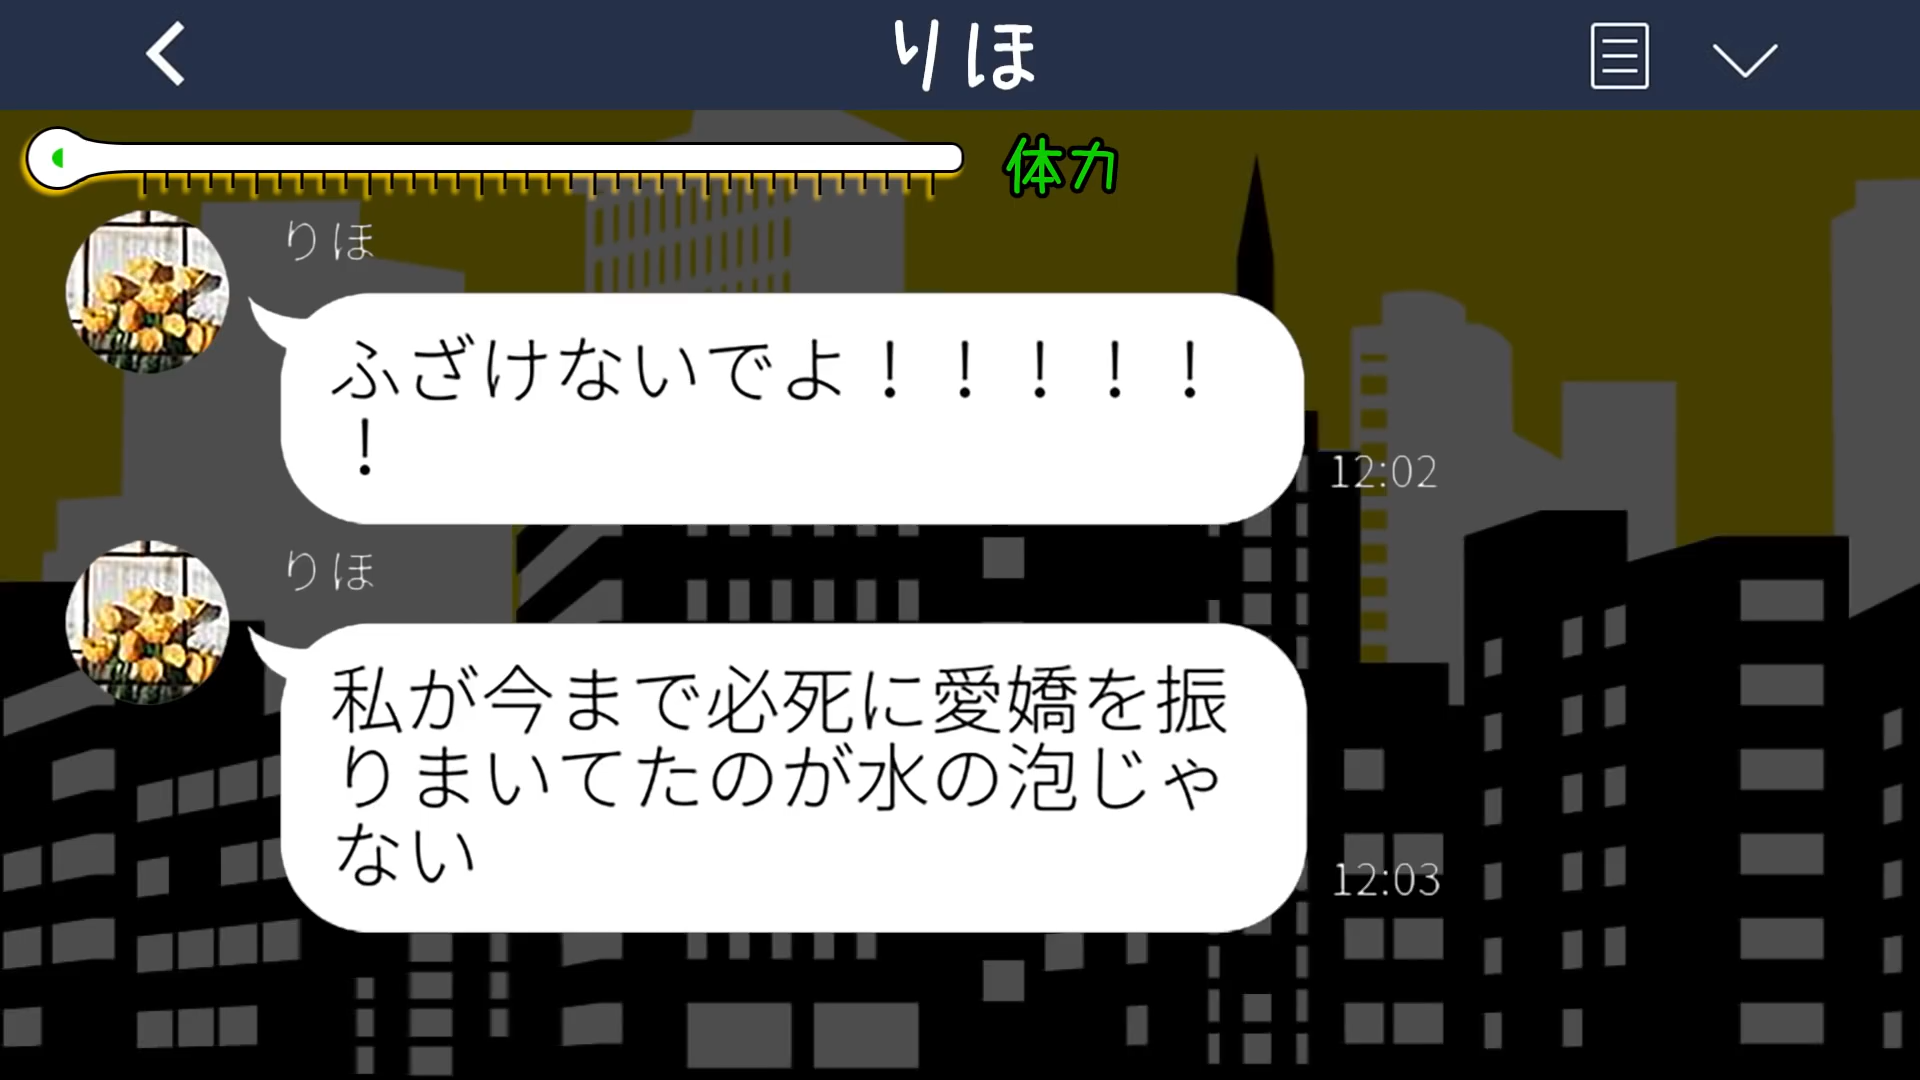 りほ
体力
りほ
ふざけないでよ！！！！！
！
12:02
りほ
私が今まで必死に愛嬌を振
りまいてたのが水の泡じゃ
ない
12:03